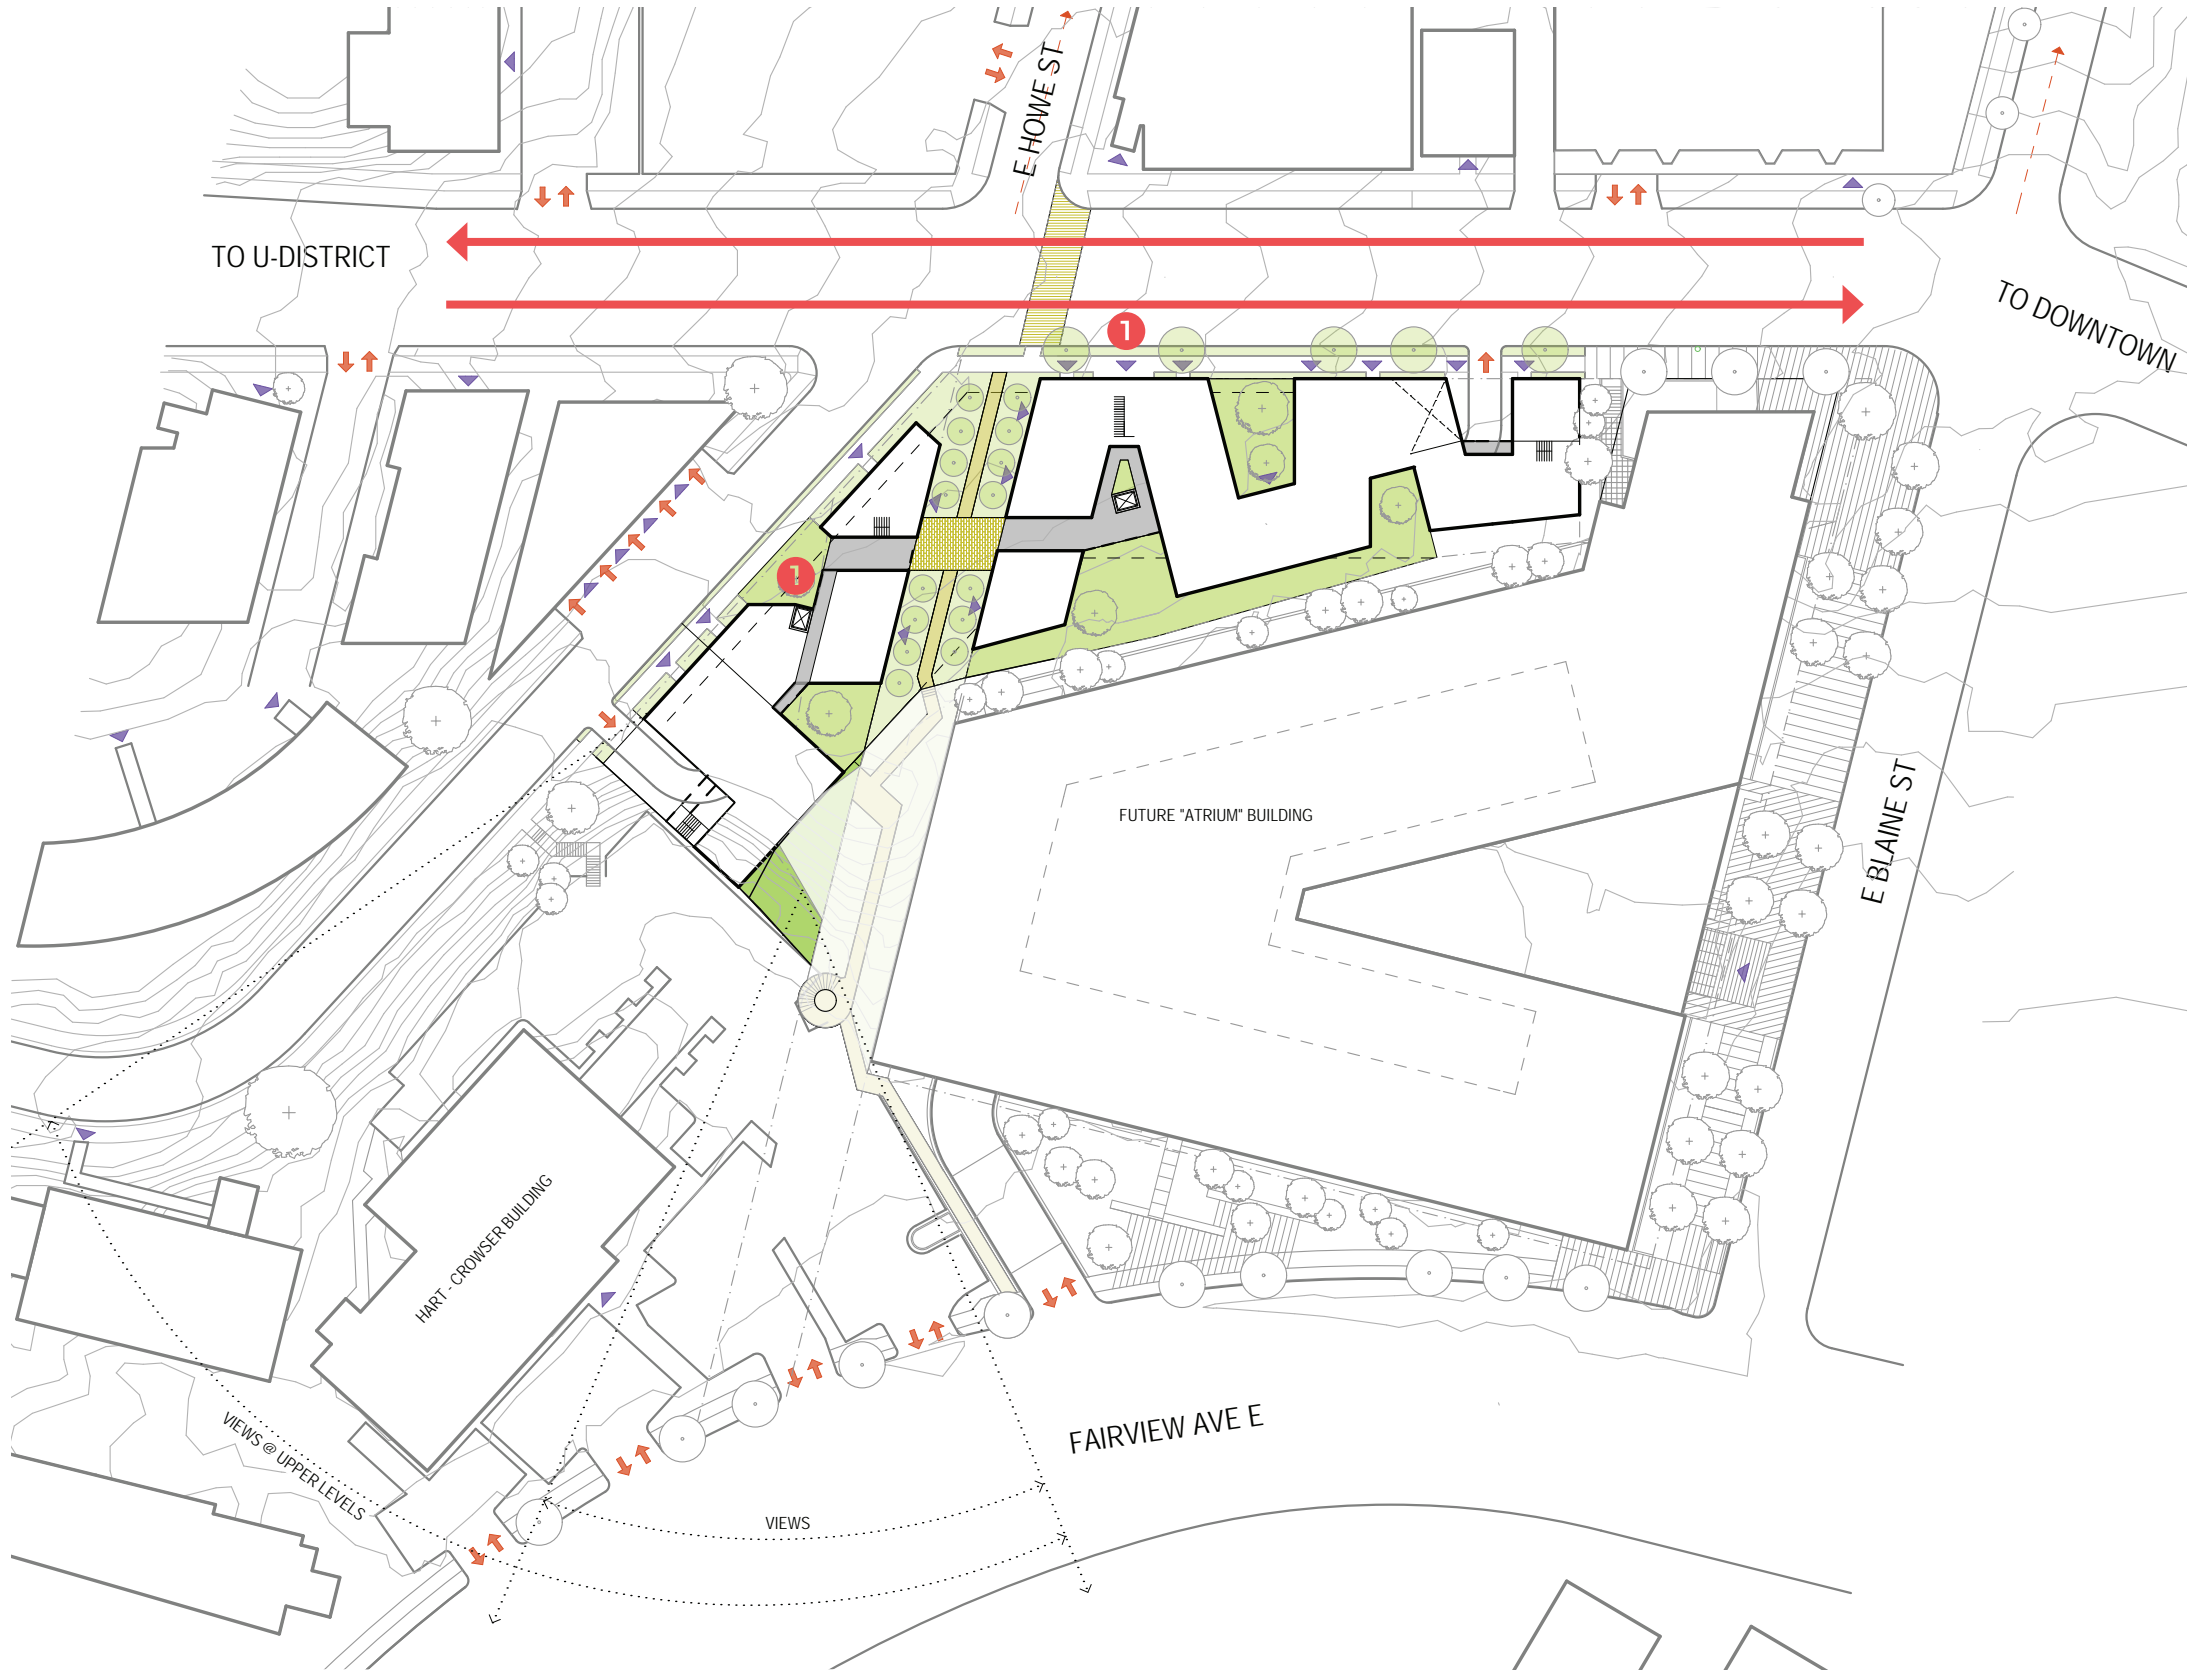 E HOWE ST
TO U-DISTRICT
TO DOWNTOWN
1
1
FUTURE "ATRIUM" BUILDING
E BLAINE ST
HART - CROWSER BUILDING
VIEWS @ UPPER LEVELS
FAIRVIEW AVE E
VIEWS